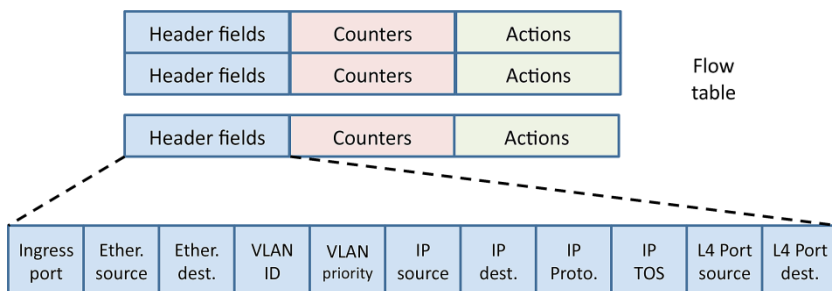 Header fields Counters Actions
Header fields Counters Actions
Flow
table
Header fields Counters Actions
Ingress Ether. Ether. VLAN VLAN IP IP IP IP L4 Port L4 Port
port source dest. ID priority source dest. Proto. TOS source dest.